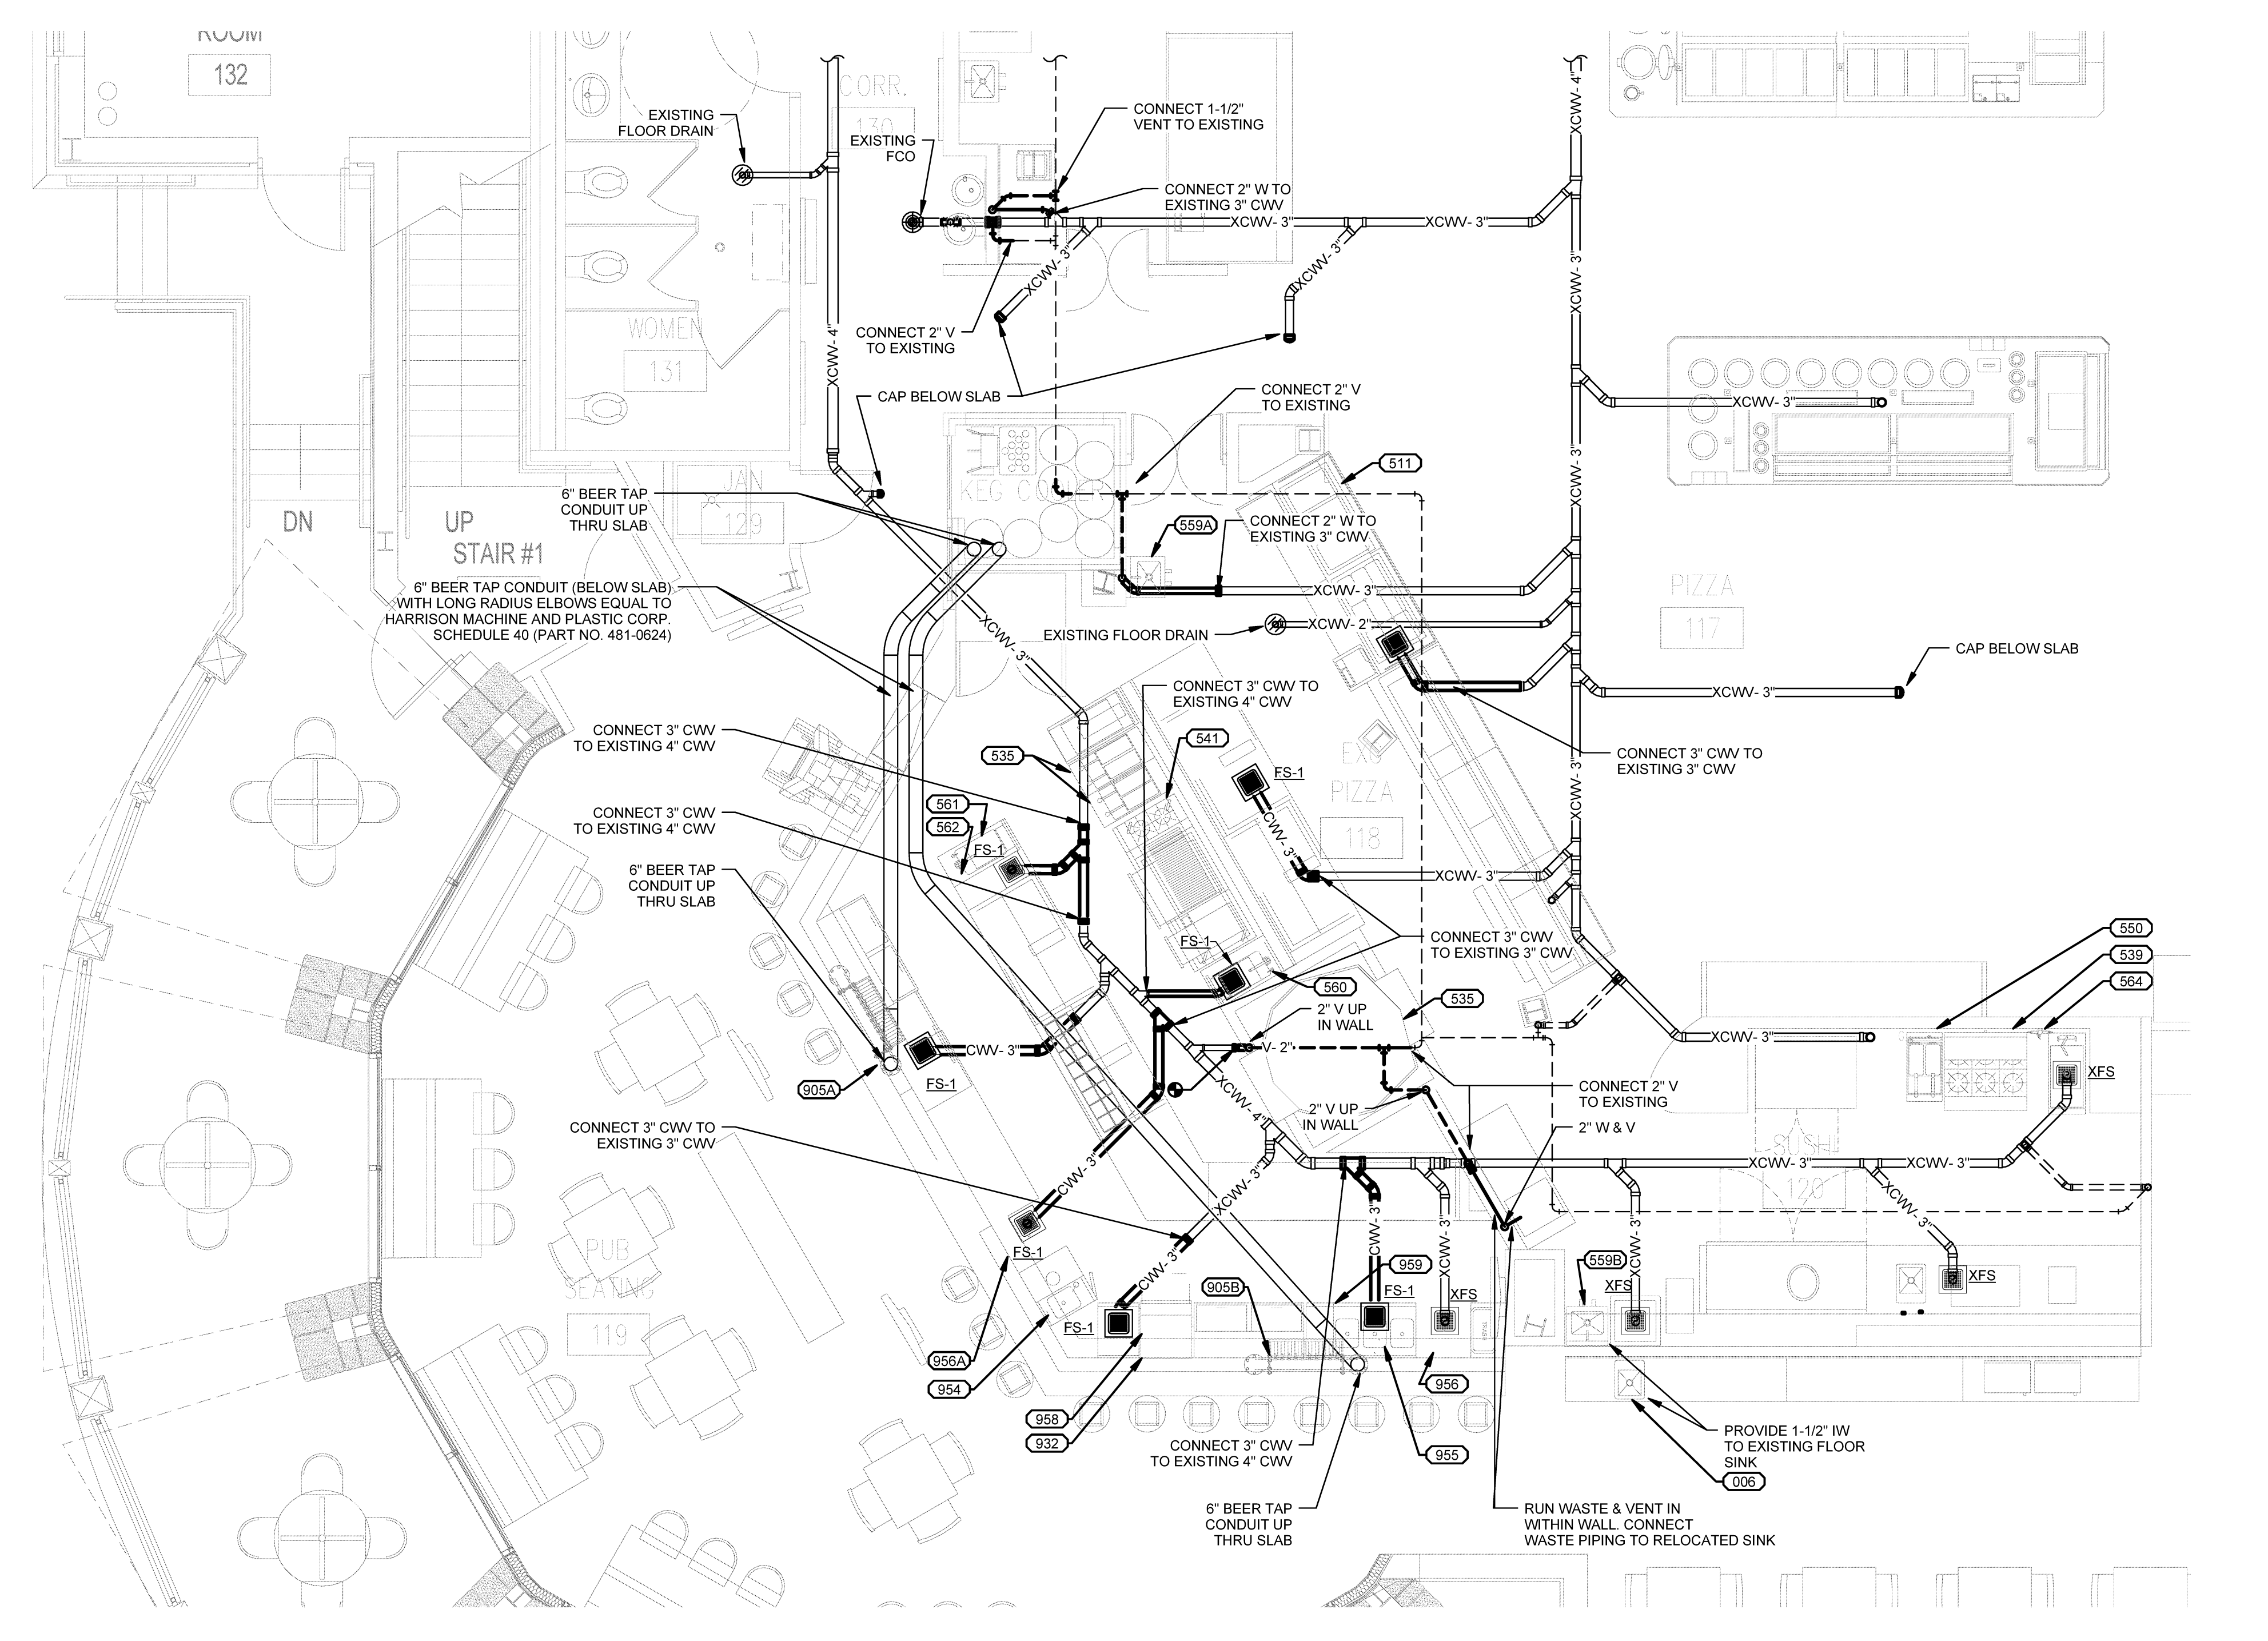 ROOM
132
CORR.
130
EXISTING
FLOOR DRAIN
EXISTING
FCO
CONNECT 1-1/2"
VENT TO EXISTING
CONNECT 2" W TO
EXISTING 3" CWV
XCWV- 4"
XCWV- 3"
XCWV- 3"
XCWV- 3"
XCWV- 3"
XCWV- 3"
CONNECT 2" V
TO EXISTING
WOMEN
131
XCWV- 4"
CAP BELOW SLAB
CONNECT 2" V
TO EXISTING
XCWV- 3"
XCWV- 3"
511
KEG COOLER
JAN
129
6" BEER TAP
CONDUIT UP
THRU SLAB
DN
UP
STAIR #1
559A
CONNECT 2" W TO
EXISTING 3" CWV
6" BEER TAP CONDUIT (BELOW SLAB)
WITH LONG RADIUS ELBOWS EQUAL TO
HARRISON MACHINE AND PLASTIC CORP.
SCHEDULE 40 (PART NO. 481-0624)
XCWV- 3"
PIZZA
117
XCWV- 3"
EXISTING FLOOR DRAIN
XCWV- 2"
CAP BELOW SLAB
CONNECT 3" CWV TO
EXISTING 4" CWV
XCWV- 3"
CONNECT 3" CWV
TO EXISTING 4" CWV
535
541
CONNECT 3" CWV TO
EXISTING 3" CWV
EXO
PIZZA
118
FS-1
XCWV- 3"
CONNECT 3" CWV
TO EXISTING 4" CWV
561
562
FS-1
CWV- 3"
6" BEER TAP
CONDUIT UP
THRU SLAB
XCWV- 3"
CONNECT 3" CWV
TO EXISTING 3" CWV
FS-1
560
535
550
539
564
2" V UP
IN WALL
V- 2"
XCWV- 3"
CWV- 3"
905A
FS-1
XFS
CONNECT 2" V
TO EXISTING
XCWV- 4"
2" V UP
IN WALL
2" W & V
CONNECT 3" CWV TO
EXISTING 3" CWV
SUSHI
120
XCWV- 3"
XCWV- 3"
CWV- 3"
XCWV- 3"
XCWV- 3"
FS-1
PUB
SEATING
119
CWV- 3"
CWV- 3"
XCWV- 3"
XCWV- 3"
959
559B
905B
FS-1
XFS
XFS
XFS
FS-1
TRASH
956A
954
956
958
932
955
CONNECT 3" CWV
TO EXISTING 4" CWV
PROVIDE 1-1/2" IW
TO EXISTING FLOOR
SINK
006
6" BEER TAP
CONDUIT UP
THRU SLAB
RUN WASTE & VENT IN
WITHIN WALL. CONNECT
WASTE PIPING TO RELOCATED SINK